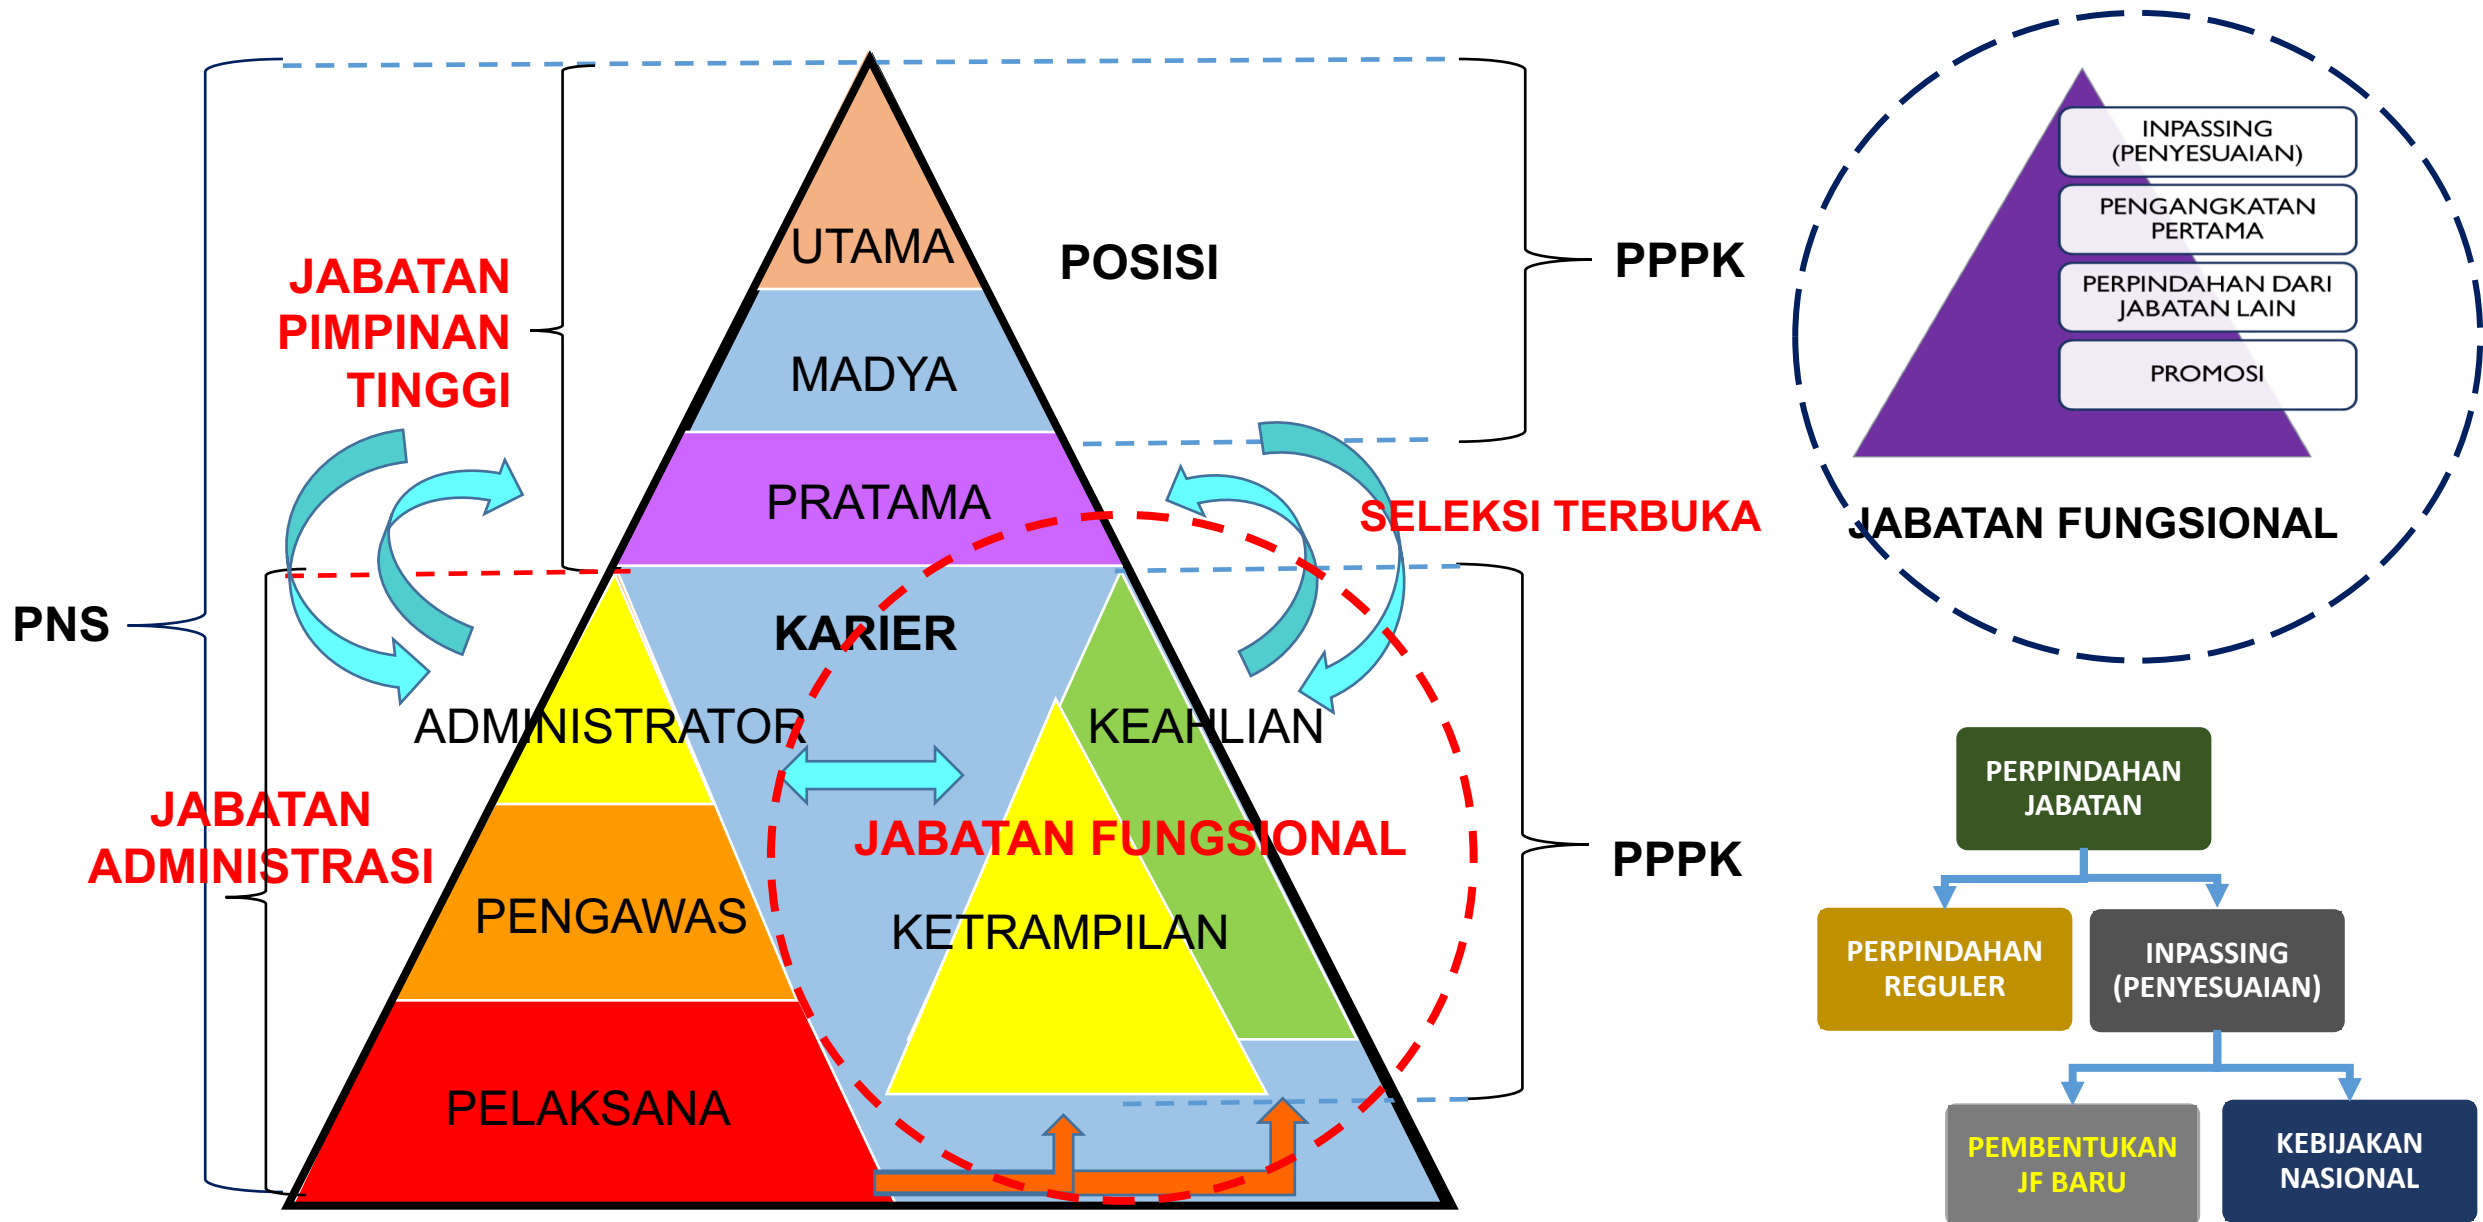 UTAMA
POSISI
PPPK
JABATAN
PIMPINAN
TINGGI
MADYA
PRATAMA
SELEKSI TERBUKA
PNS
KARIER
ADMINISTRATOR
KEAHLIAN
JABATAN
ADMINISTRASI
JABATAN FUNGSIONAL
PPPK
PENGAWAS
KETRAMPILAN
PELAKSANA
INPASSING
(PENYESUAIAN)
PENGANGKATAN
PERTAMA
PERPINDAHAN DARI
JABATAN LAIN
PROMOSI
JABATAN FUNGSIONAL
PERPINDAHAN
JABATAN
PERPINDAHAN
REGULER
INPASSING
(PENYESUAIAN)
PEMBENTUKAN
JF BARU
KEBIJAKAN
NASIONAL